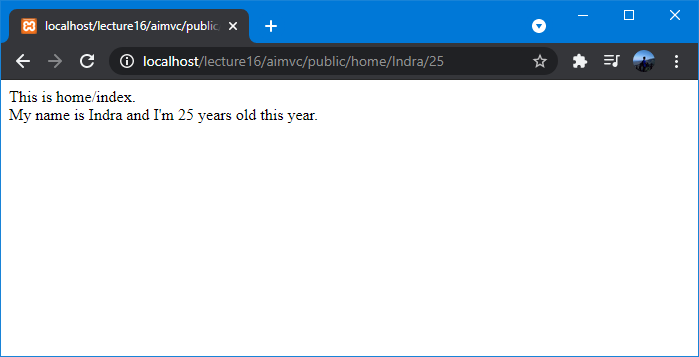 localhost/lecture16/aimvc/public
localhost/lecture16/aimvc/public/home/Indra/25
This is home/index.
My name is Indra and I'm 25 years old this year.